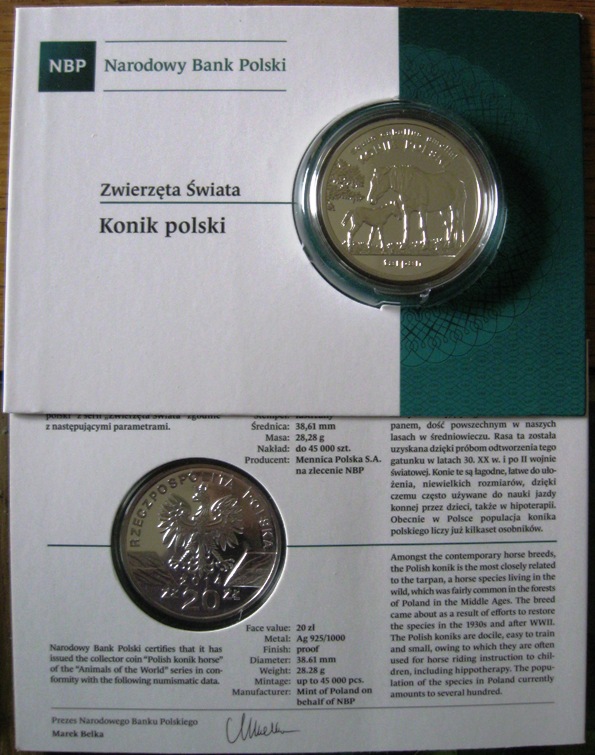 NBP Narodowy Bank Polski
Zwierzęta Świata
Konik polski
KONIK POLSKI
tarpan
z następującymi parametrami.
Średnica: 38,61 mm
Masa: 28,28 g
Nakład: do 45 000 szt.
Producent: Mennica Polska S.A.
na zlecenie NBP
panem, dość powszechnym w naszych
lasach w średniowieczu. Rasa ta została
uzyskana dzięki próbom odtworzenia tego
gatunku w latach 30. XX w. i po II wojnie
światowej. Konie te są łagodne, łatwe do uło-
żenia, niewielkich rozmiarów, dzięki
czemu często używane do nauki jazdy
konnej przez dzieci, także w hipoterapii.
Obecnie w Polsce populacja konika
polskiego liczy już kilkaset osobników.
RZECZPOSPOLITA POLSKA
2014
20
Narodowy Bank Polski certifies that it has
issued the collector coin "Polish konik horse"
of the "Animals of the World" series in con-
formity with the following numismatic data.
Face value: 20 zł
Metal: Ag 925/1000
Finish: proof
Diameter: 38.61 mm
Weight: 28.28 g
Mintage: up to 45 000 pcs.
Manufacturer: Mint of Poland on
behalf of NBP
Amongst the contemporary horse breeds,
the Polish konik is the most closely related
to the tarpan, a horse species living in the
wild, which was fairly common in the forests
of Poland in the Middle Ages. The breed
came about as a result of efforts to restore
the species in the 1930s and after WWII.
The Polish koniks are docile, easy to train
and small, owing to which they are often
used for horse riding instruction to chil-
dren, including hippotherapy. The popu-
lation of the species in Poland currently
amounts to several hundred.
Prezes Narodowego Banku Polskiego
Marek Belka